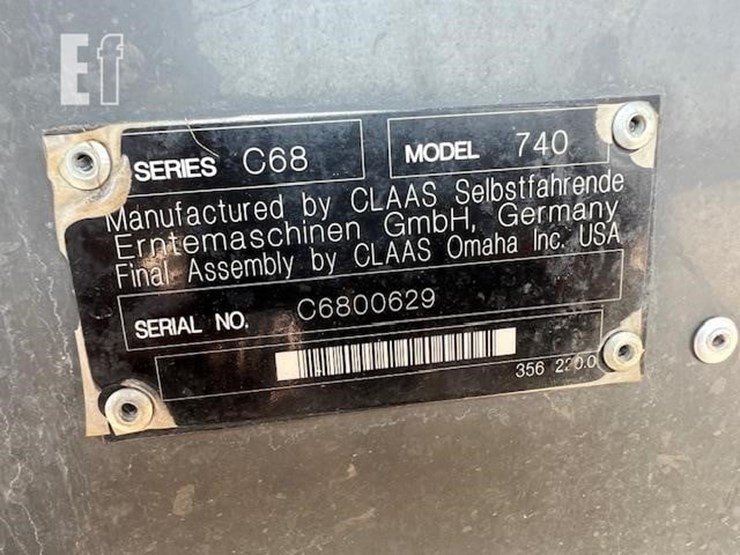 Ef
SERIES C68 MODEL 740
Manufactured by CLAAS Selbstfahrende
Erntemaschinen GmbH, Germany
Final Assembly by CLAAS Omaha Inc. USA
SERIAL NO. C6800629
356